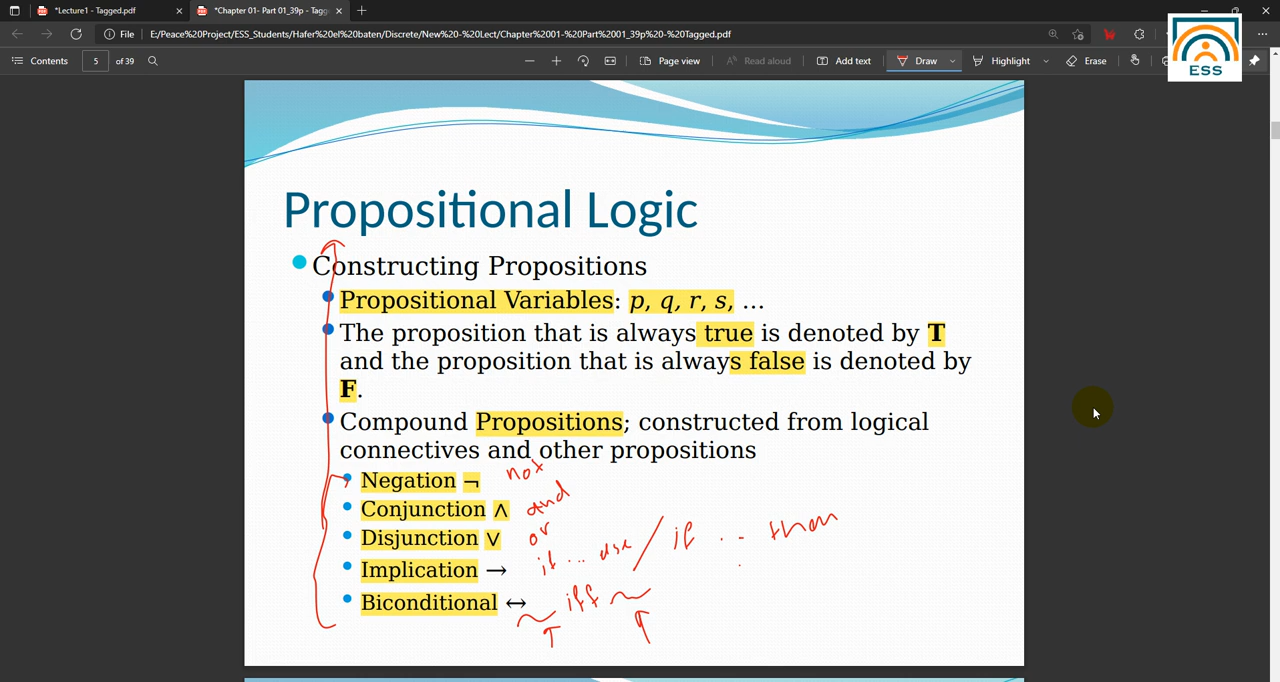 *Lecture1 - Tagged.pdf
*Chapter 01- Part 01_39p - Tagg
File
E:/Peace%20Project/ESS_Students/Hafer%20el%20baten/Discrete/New%20-%20Lect/Chapter%2001-%20Part%2001_39p%20-%20Tagged.pdf
Contents
5 of 39
Page view
Read aloud
Add text
Draw
Highlight
Erase
ESS
Propositional Logic
Constructing Propositions
Propositional Variables: p, q, r, s, …
The proposition that is always true is denoted by T
and the proposition that is always false is denoted by
F.
Compound Propositions; constructed from logical
connectives and other propositions
Negation ¬ not
Conjunction ∧ and
Disjunction ∨ or
Implication → if ... / if ... then
Biconditional ↔ iff